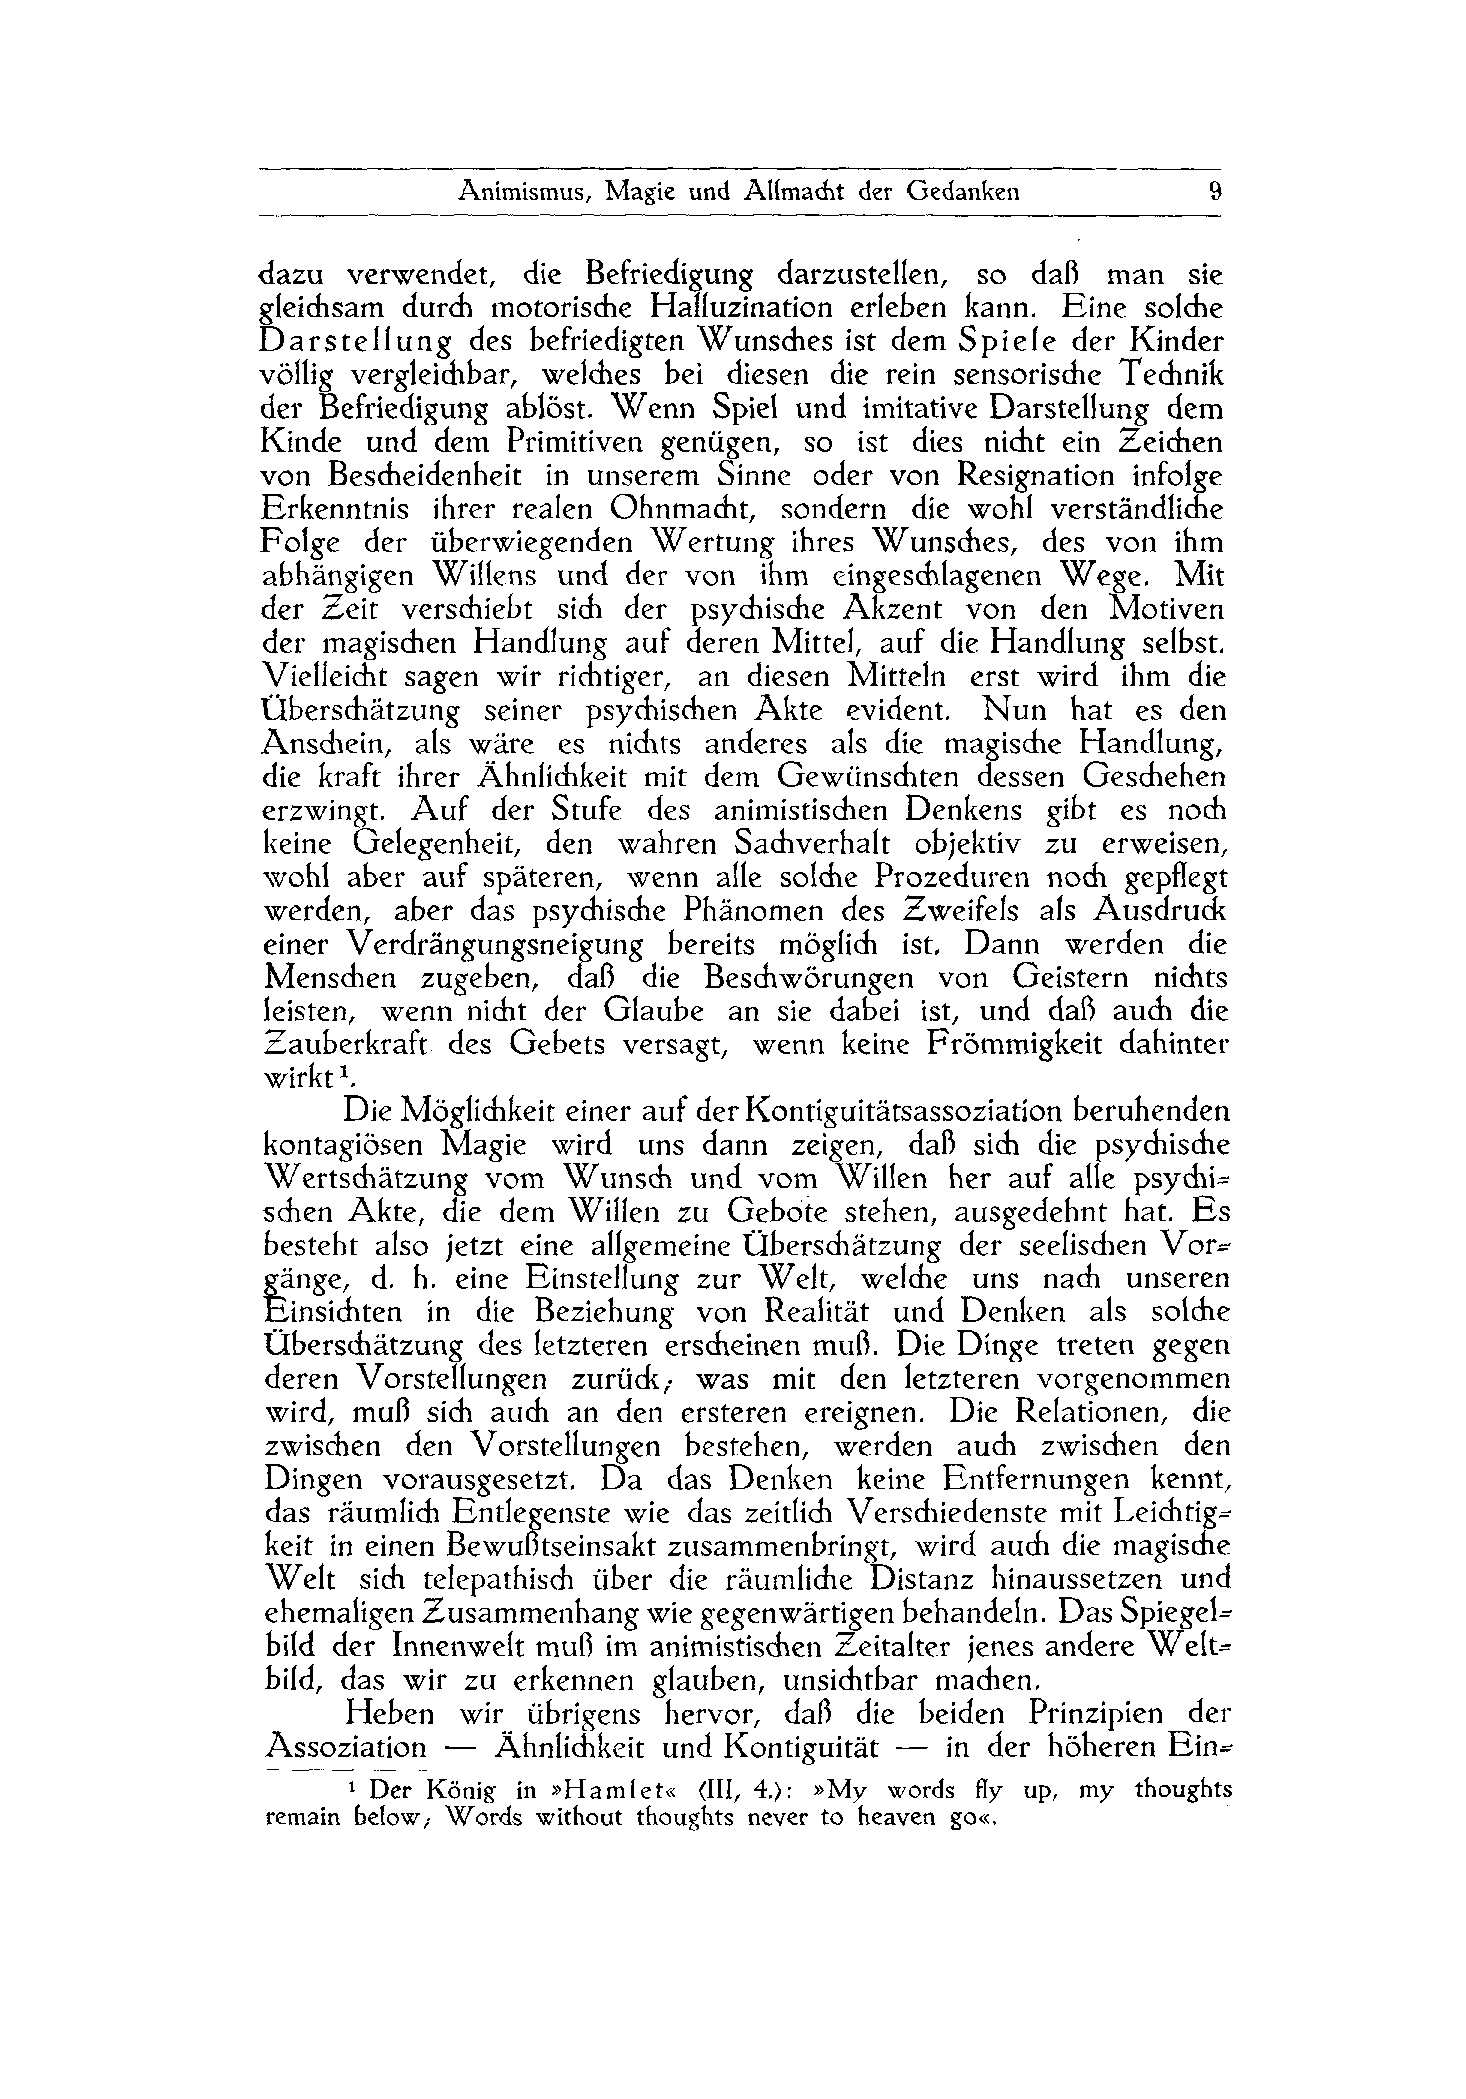 Animismus, Magie und Allmacht der Gedanken 9
dazu verwendet, die Befriedigung darzustellen, so daß man sie
gleichsam durch motorische Halluzination erleben kann. Eine solche
Darstellung des befriedigten Wunsches ist dem Spiele der Kinder
völlig vergleichbar, welches bei diesen die rein sensorische Technik
der Befriedigung ablöst. Wenn Spiel und imitative Darstellung dem
Kinde und dem Primitiven genügen, so ist dies nicht ein Zeichen
von Bescheidenheit in unserem Sinne oder von Resignation infolge
Erkenntnis ihrer realen Ohnmacht, sondern die wohl verständliche
Folge der überwiegenden Wertung ihres Wunsches, des von ihm
abhängigen Willens und der von ihm eingeschlagenen Wege. Mit
der Zeit verschiebt sich der psychische Akzent von den Motiven
der magischen Handlung auf deren Mittel, auf die Handlung selbst.
Vielleicht sagen wir richtiger, an diesen Mitteln erst wird ihm die
Überschätzung seiner psychischen Akte evident. Nun hat es den
Anschein, als wäre es nichts anderes als die magische Handlung,
die kraft ihrer Ähnlichkeit mit dem Gewünschten dessen Geschehen
erzwingt. Auf der Stufe des animistischen Denkens gibt es noch
keine Gelegenheit, den wahren Sachverhalt objektiv zu erweisen,
wohl aber auf späteren, wenn alle solche Prozeduren noch gepflegt
werden, aber das psychische Phänomen des Zweifels als Ausdruck
einer Verdrängungsneigung bereits möglich ist. Dann werden die
Menschen zugeben, daß die Beschwörungen von Geistern nichts
leisten, wenn nicht der Glaube an sie dabei ist, und daß auch die
Zauberkraft des Gebets versagt, wenn keine Frömmigkeit dahinter
wirkt¹.
Die Möglichkeit einer auf der Kontiguitätsassoziation beruhenden
kontagiösen Magie wird uns dann zeigen, daß sich die psychische
Wertschätzung vom Wunsch und vom Willen her auf alle psychi-
schen Akte, die dem Willen zu Gebote stehen, ausgedehnt hat. Es
besteht also jetzt eine allgemeine Überschätzung der seelischen Vor-
gänge, d. h. eine Einstellung zur Welt, welche uns nach unseren
Einsichten in die Beziehung von Realität und Denken als solche
Überschätzung des letzteren erscheinen muß. Die Dinge treten gegen
deren Vorstellungen zurück; was mit den letzteren vorgenommen
wird, muß sich auch an den ersteren ereignen. Die Relationen, die
zwischen den Vorstellungen bestehen, werden auch zwischen den
Dingen vorausgesetzt. Da das Denken keine Entfernungen kennt,
das räumlich Entlegenste wie das zeitlich Verschiedenste mit Leichtig-
keit in einen Bewußtseinsakt zusammenbringt, wird auch die magische
Welt sich telepathisch über die räumliche Distanz hinaussetzen und
ehemaligen Zusammenhang wie gegenwärtigen behandeln. Das Spiegel-
bild der Innenwelt muß im animistischen Zeitalter jenes andere Welt-
bild, das wir zu erkennen glauben, unsichtbar machen.
Heben wir übrigens hervor, daß die beiden Prinzipien der
Assoziation — Ähnlichkeit und Kontiguität — in der höheren Ein-
¹ Der König in »Hamlet« (III, 4.): »My words fly up, my thoughts
remain below; Words without thoughts never to heaven go«.